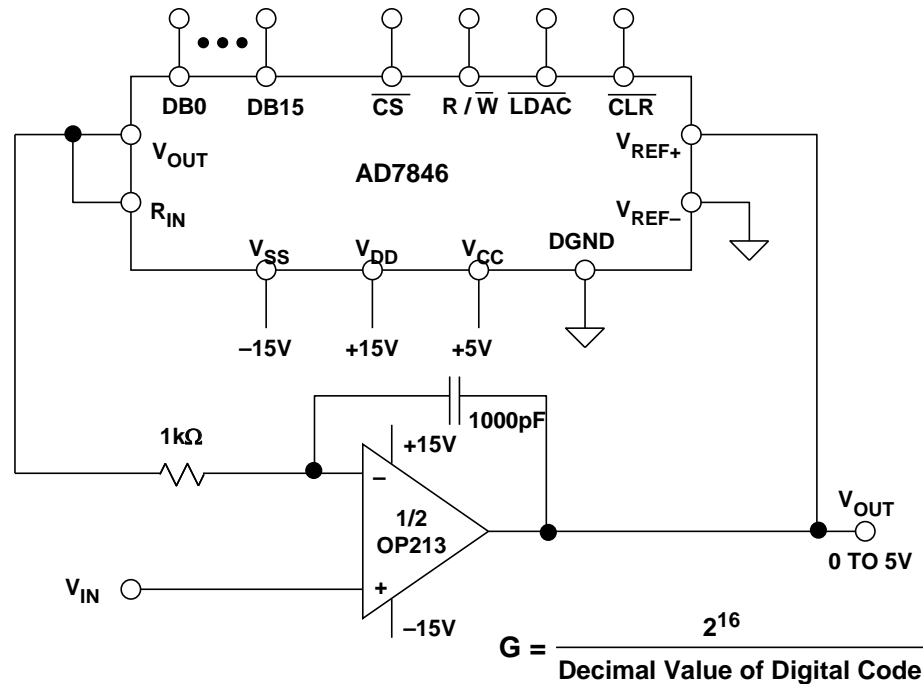 DB0
DB15
CS
R / W
LDAC
CLR
VOUT
VREF+
AD7846
RIN
VREF–
VSS
VDD
VCC
DGND
–15V
+15V
+5V
1000pF
1kΩ
+15V
–
1/2
OP213
VOUT
0 TO 5V
VIN
+
–15V
G = 2^16 / Decimal Value of Digital Code